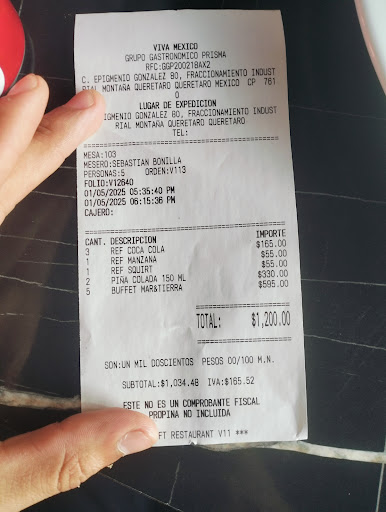 VIVA MEXICO
GRUPO GASTRONOMICO PRISMA
RFC:GGP200218AX2
C. EPIGMENIO GONZALEZ 80, FRACCIONAMIENTO INDUST
RIAL MONTAÑA QUERETARO QUERETARO MEXICO CP 761
0
LUGAR DE EXPEDICION
PIGMENIO GONZALEZ 80, FRACCIONAMIENTO INDUST
RIAL MONTAÑA QUERETARO QUERETARO
TEL:
MESA:103
MESERO:SEBASTIAN BONILLA
PERSONAS:5 ORDEN:V113
FOLIO:V12640
01/05/2025 05:35:40 PM
01/05/2025 06:15:36 PM
CAJERO:
CANT. DESCRIPCION IMPORTE
3 REF COCA COLA $165.00
1 REF MANZANA $55.00
1 REF SQUIRT $55.00
2 PIÑA COLADA 150 ML $330.00
5 BUFFET MAR&TIERRA $595.00
TOTAL: $1,200.00
SON:UN MIL DOSCIENTOS PESOS 00/100 M.N.
SUBTOTAL:$1,034.48 IVA:$165.52
ESTE NO ES UN COMPROBANTE FISCAL
PROPINA NO INCLUIDA
FT RESTAURANT V11 ***